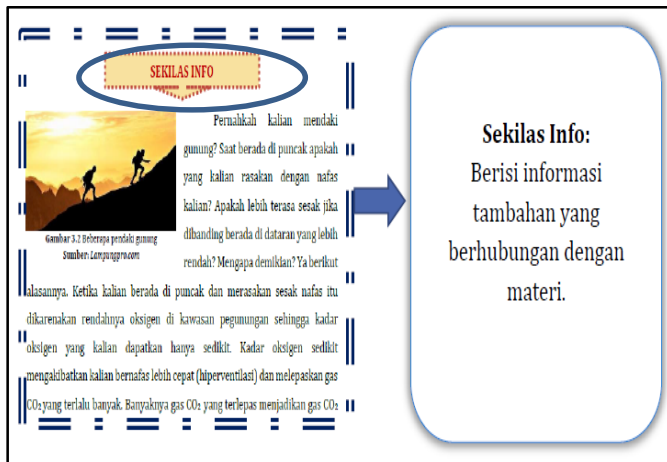 SEKILAS INFO
Pernahkah kalian mendaki
gunung? Saat berada di puncak apakah
yang kalian rasakan dengan nafas
kalian? Apakah lebih terasa sesak jika
dibanding berada di dataran yang lebih
rendah? Mengapa demikian? Ya berikut
Gambar 3.2 Beberapa pendaki gunung
Sumber: Lampungpro.com
alasannya. Ketika kalian berada di puncak dan merasakan sesak nafas itu
dikarenakan rendahnya oksigen di kawasan pegunungan sehingga kadar
oksigen yang kalian dapatkan hanya sedikit. Kadar oksigen sedikit
mengakibatkan kalian bernafas lebih cepat (hiperventilasi) dan melepaskan gas
CO₂ yang terlalu banyak. Banyaknya gas CO₂ yang terlepas menjadikan gas CO₂
Sekilas Info:
Berisi informasi
tambahan yang
berhubungan dengan
materi.